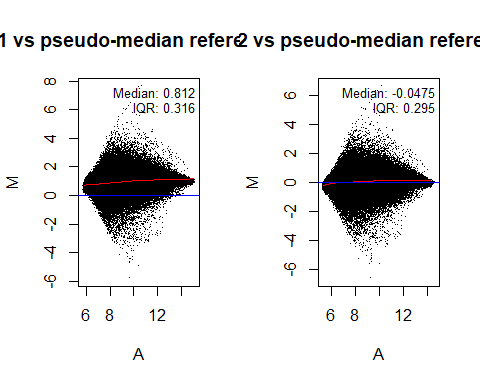 1 vs pseudo-median refere
2 vs pseudo-median refere
Median: 0.812
IQR: 0.316
8
6
4
2
0
-2
-4
-6
M
6 8 12
A
Median: -0.0475
IQR: 0.295
6
4
2
0
-2
-4
-6
M
6 8 12
A